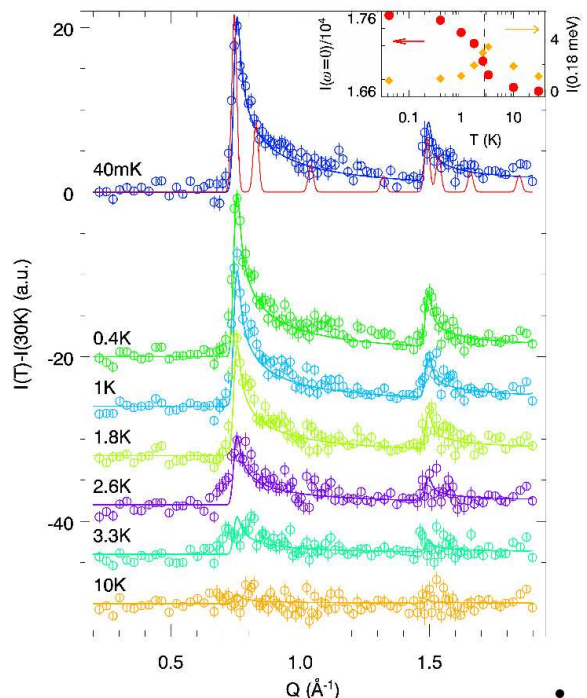 20
0
-20
-40
I(T)-I(30K) (a.u.)
40mK
0.4K
1K
1.8K
2.6K
3.3K
10K
0.5
1.0
1.5
Q (Å⁻¹)
1.76
1.66
I(ω=0)/10⁴
4
0
I(0.18 meV)
0.1
1
10
T (K)